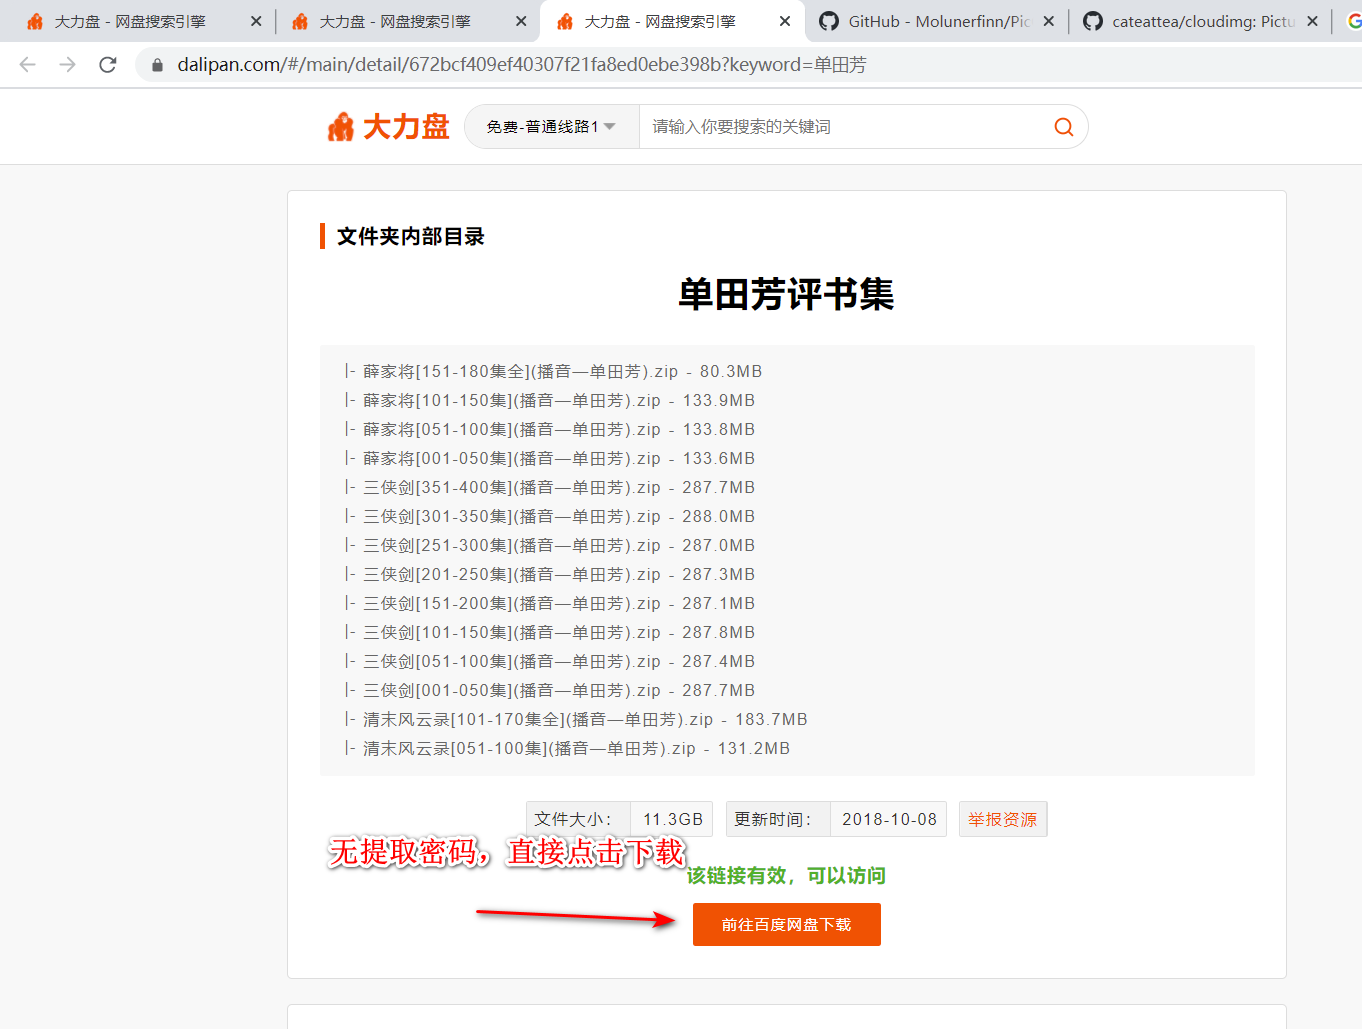 大力盘 - 网盘搜索引擎
大力盘 - 网盘搜索引擎
大力盘 - 网盘搜索引擎
GitHub - Molunerfinn/Pic
cateattea/cloudimg: Pictu
dalipan.com/#/main/detail/672bcf409ef40307f21fa8ed0ebe398b?keyword=单田芳
大力盘
免费-普通线路1
请输入你要搜索的关键词
文件夹内部目录
单田芳评书集
|- 薛家将[151-180集全](播音—单田芳).zip - 80.3MB
|- 薛家将[101-150集](播音—单田芳).zip - 133.9MB
|- 薛家将[051-100集](播音—单田芳).zip - 133.8MB
|- 薛家将[001-050集](播音—单田芳).zip - 133.6MB
|- 三侠剑[351-400集](播音—单田芳).zip - 287.7MB
|- 三侠剑[301-350集](播音—单田芳).zip - 288.0MB
|- 三侠剑[251-300集](播音—单田芳).zip - 287.0MB
|- 三侠剑[201-250集](播音—单田芳).zip - 287.3MB
|- 三侠剑[151-200集](播音—单田芳).zip - 287.1MB
|- 三侠剑[101-150集](播音—单田芳).zip - 287.8MB
|- 三侠剑[051-100集](播音—单田芳).zip - 287.4MB
|- 三侠剑[001-050集](播音—单田芳).zip - 287.7MB
|- 清末风云录[101-170集全](播音—单田芳).zip - 183.7MB
|- 清末风云录[051-100集](播音—单田芳).zip - 131.2MB
文件大小： 11.3GB 更新时间： 2018-10-08 举报资源
无提取密码，直接点击下载
该链接有效，可以访问
前往百度网盘下载